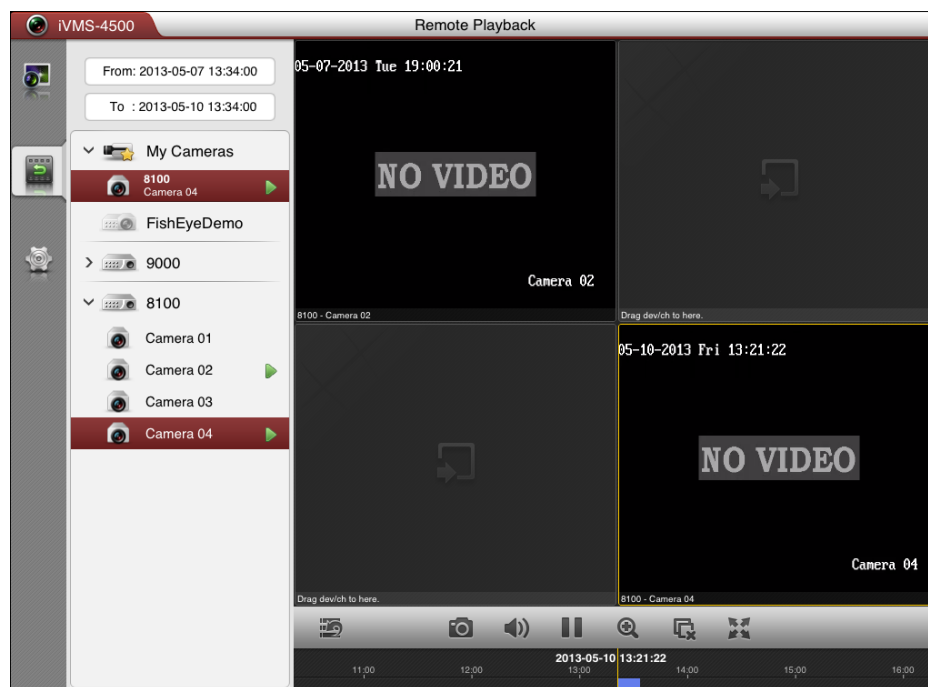 iVMS-4500
Remote Playback
From: 2013-05-07 13:34:00
To : 2013-05-10 13:34:00
My Cameras
8100
Camera 04
FishEyeDemo
9000
8100
Camera 01
Camera 02
Camera 03
Camera 04
05-07-2013 Tue 19:00:21
NO VIDEO
Camera 02
8100 - Camera 02
Drag dev/ch to here.
05-10-2013 Fri 13:21:22
NO VIDEO
Camera 04
Drag dev/ch to here.
8100 - Camera 04
2013-05-10 13:21:22
11:00 12:00 13:00 14:00 15:00 16:00